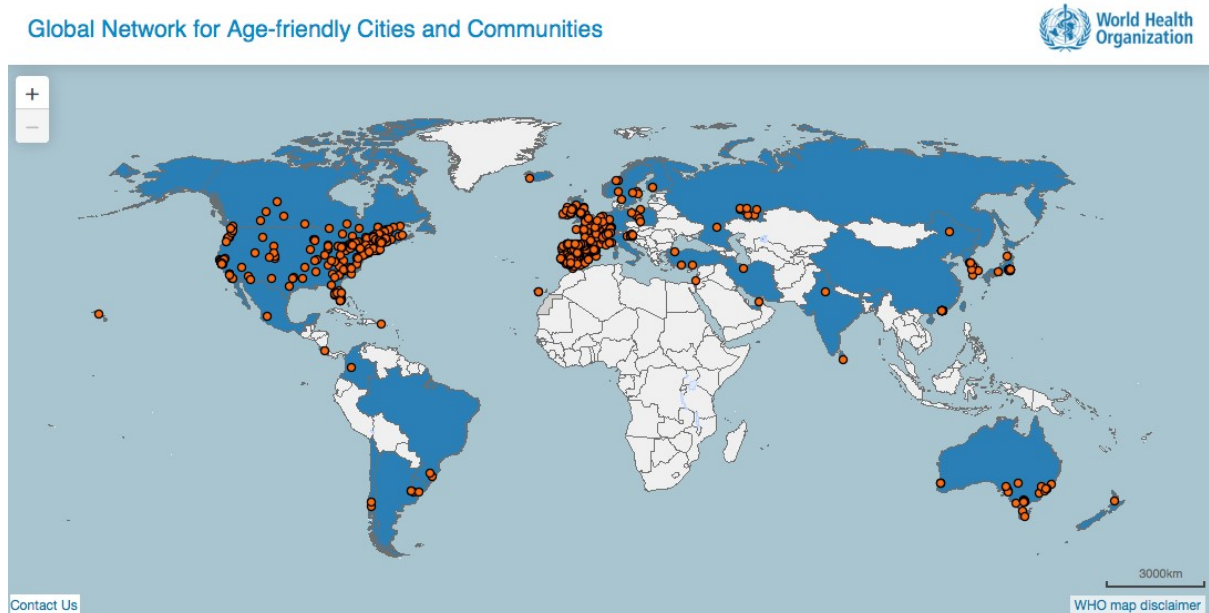 Global Network for Age-friendly Cities and Communities
World Health
Organization
+
−
3000km
Contact Us
WHO map disclaimer